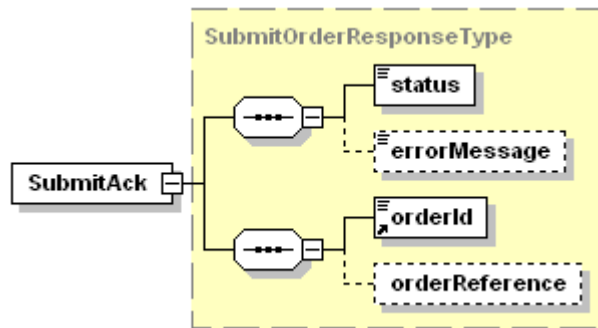 SubmitOrderResponseType
status
errorMessage
SubmitAck
orderId
orderReference